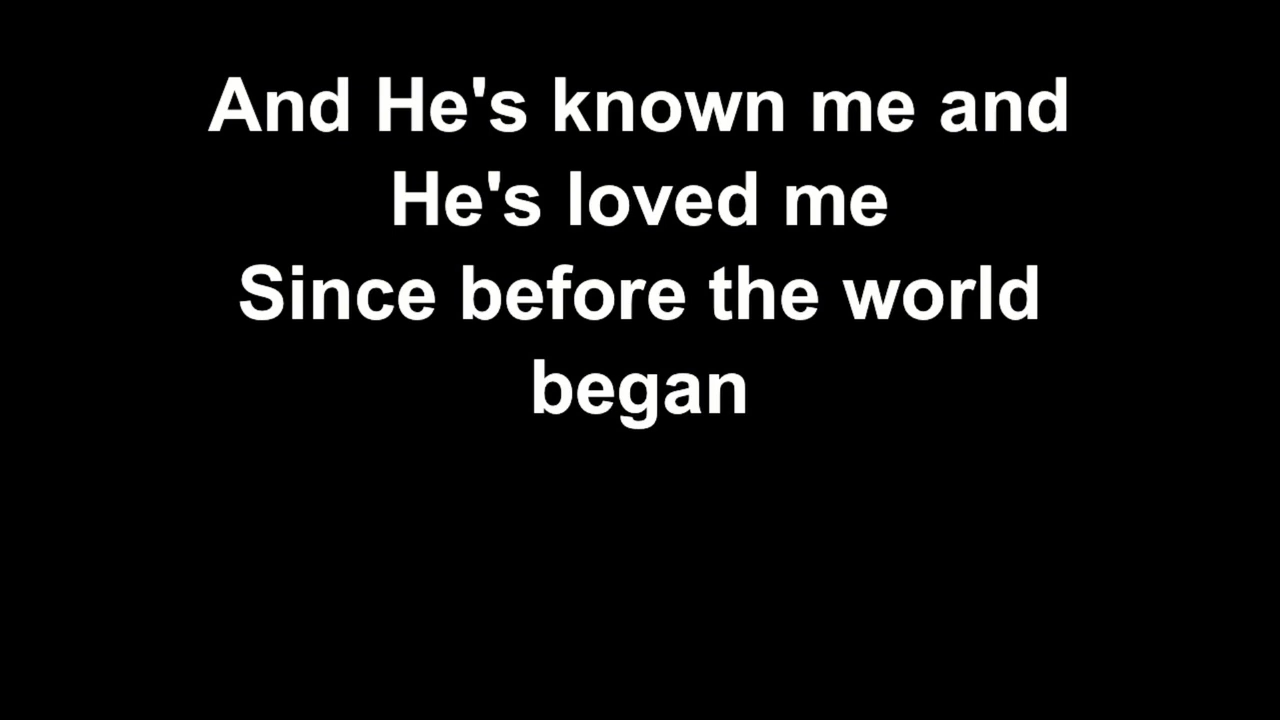 And He's known me and
He's loved me
Since before the world
began